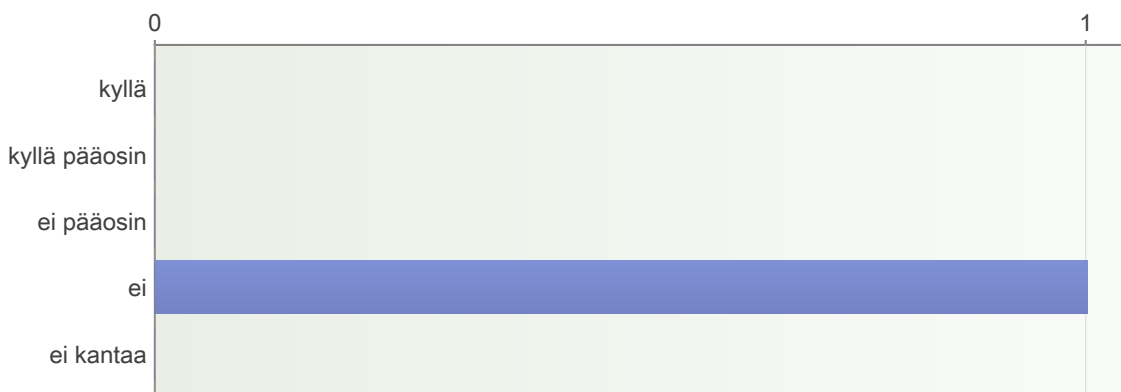 0 1
kyllä
kyllä pääosin
ei pääosin
ei
ei kantaa